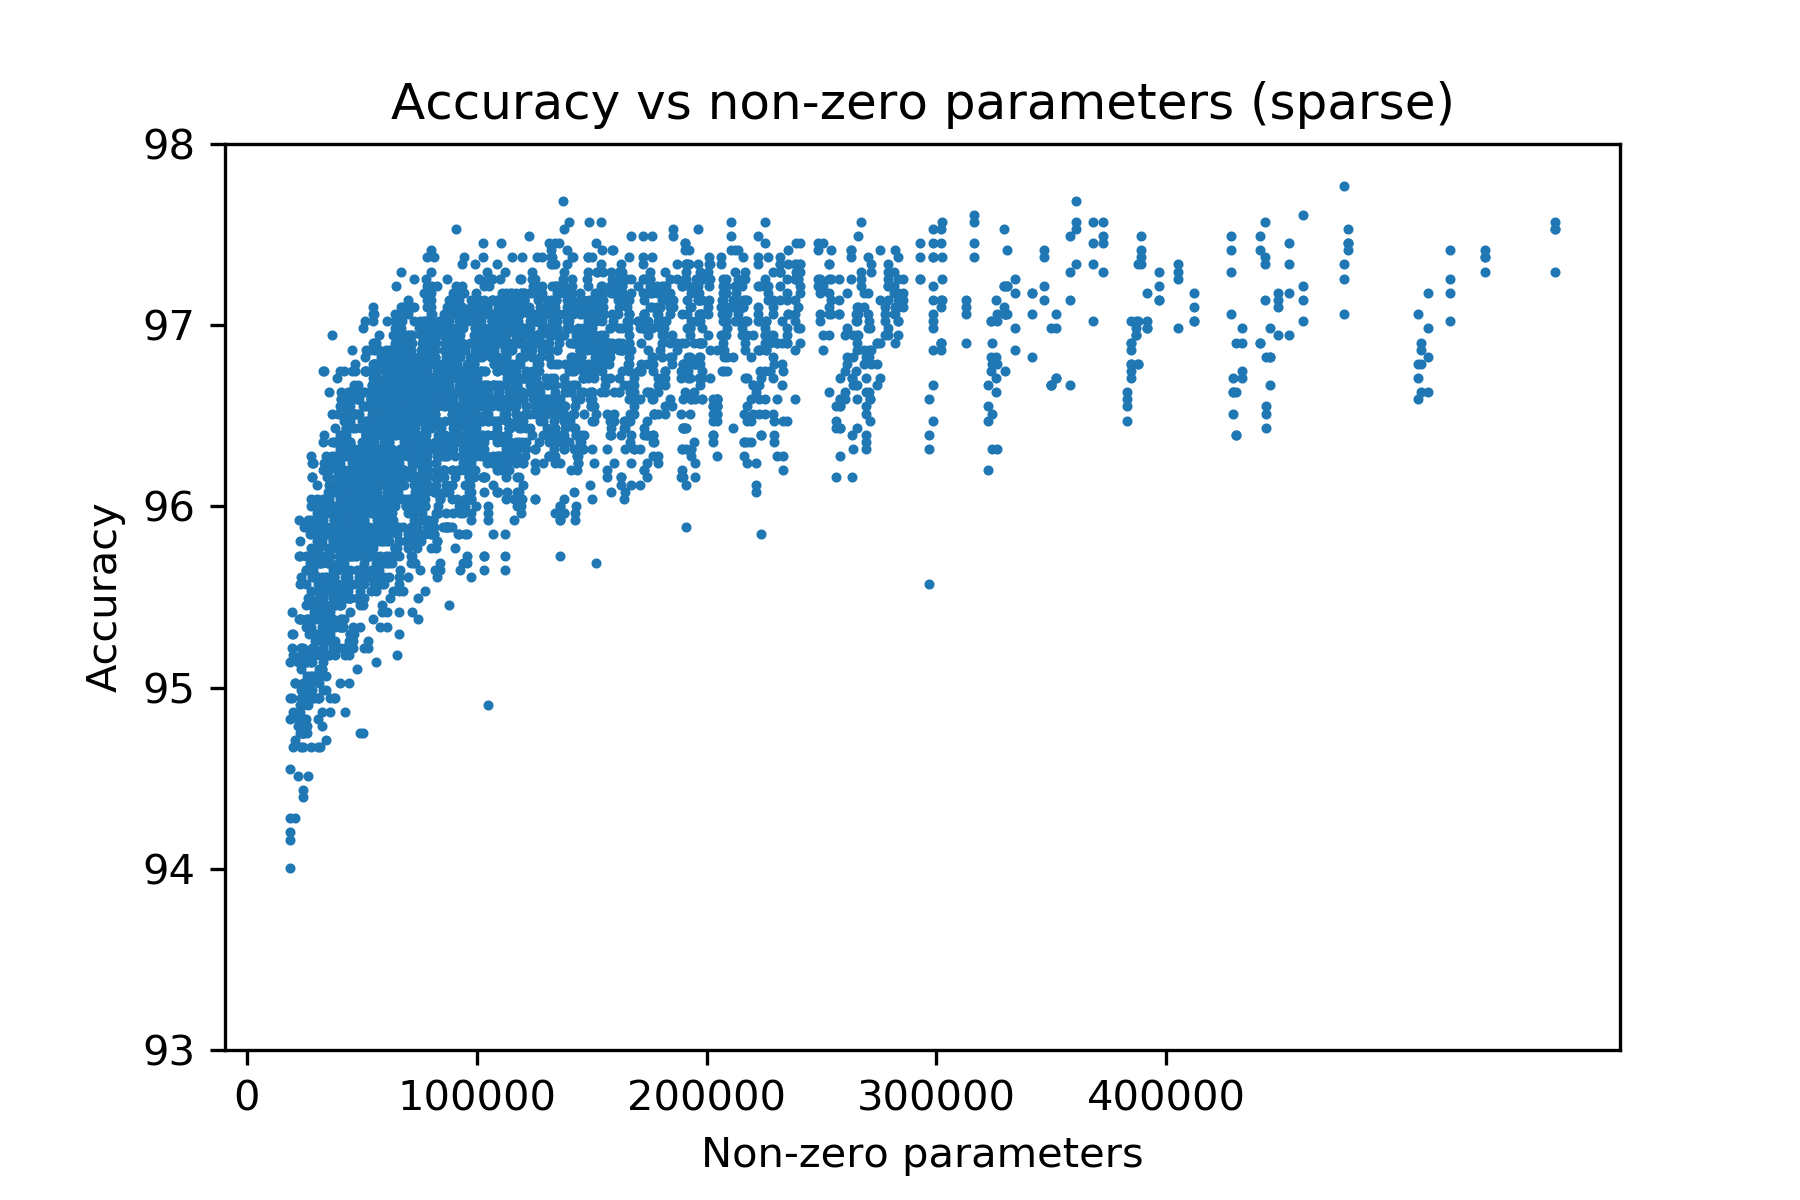 Accuracy vs non-zero parameters (sparse)
98
97
96
95
94
93
Accuracy
0 100000 200000 300000 400000
Non-zero parameters